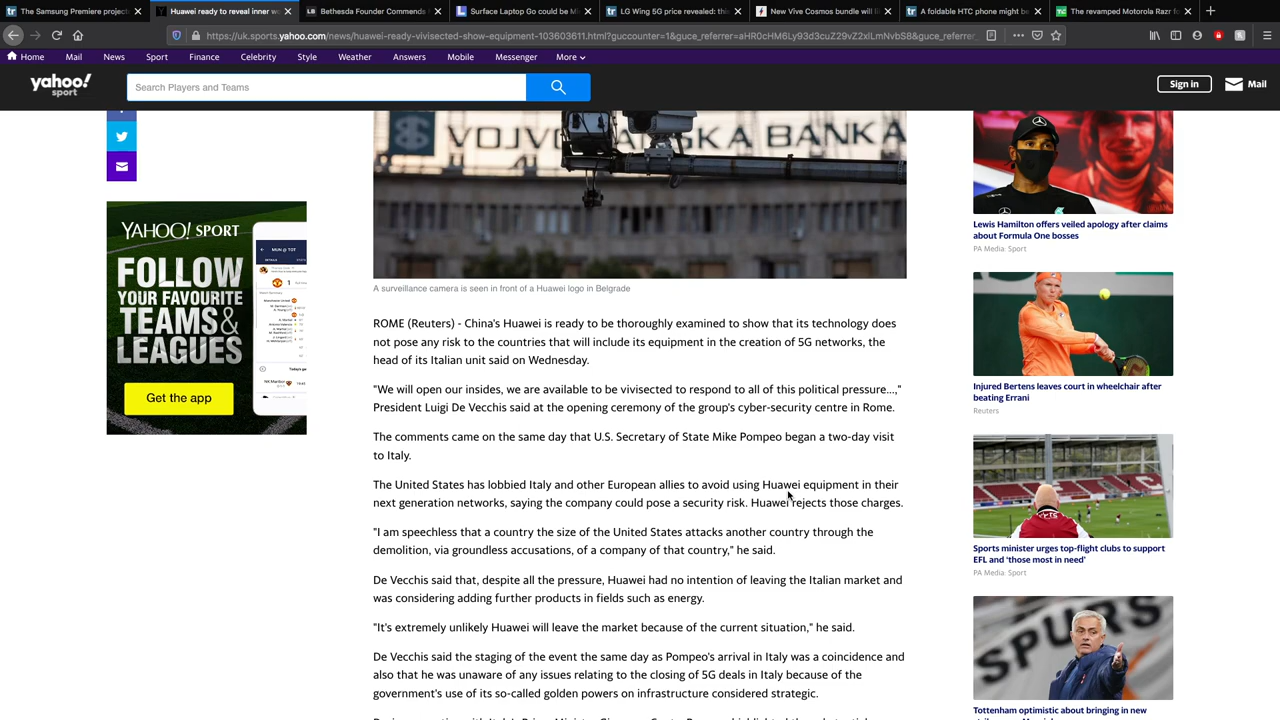 The Samsung Premiere project
Huawei ready to reveal inner wo
Bethesda Founder Commends
Surface Laptop Go could be Mi
LG Wing 5G price revealed: this
New Vive Cosmos bundle will
A foldable HTC phone might be
The revamped Motorola Razr fo
https://uk.sports.yahoo.com/news/huawei-ready-vivisected-show-equipment-103603611.html?guccounter=1&guce_referrer=
Home Mail News Sport Finance Celebrity Style Weather Answers Mobile Messenger More
yahoo!
sport
Search Players and Teams
Sign in
Mail
VOJVO ANSKA BANKA
A surveillance camera is seen in front of a Huawei logo in Belgrade
ROME (Reuters) - China's Huawei is ready to be thoroughly examined to show that its technology does
not pose any risk to the countries that will include its equipment in the creation of 5G networks, the
head of its Italian unit said on Wednesday.
"We will open our insides, we are available to be vivisected to respond to all of this political pressure...,"
President Luigi De Vecchis said at the opening ceremony of the group's cyber-security centre in Rome.
The comments came on the same day that U.S. Secretary of State Mike Pompeo began a two-day visit
to Italy.
The United States has lobbied Italy and other European allies to avoid using Huawei equipment in their
next generation networks, saying the company could pose a security risk. Huawei rejects those charges.
"I am speechless that a country the size of the United States attacks another country through the
demolition, via groundless accusations, of a company of that country," he said.
De Vecchis said that, despite all the pressure, Huawei had no intention of leaving the Italian market and
was considering adding further products in fields such as energy.
"It's extremely unlikely Huawei will leave the market because of the current situation," he said.
De Vecchis said the staging of the event the same day as Pompeo's arrival in Italy was a coincidence and
also that he was unaware of any issues relating to the closing of 5G deals in Italy because of the
government's use of its so-called golden powers on infrastructure considered strategic.
YAHOO! SPORT
FOLLOW
YOUR FAVOURITE
TEAMS &
LEAGUES
Get the app
MUN @ TOT
Lewis Hamilton offers veiled apology after claims
about Formula One bosses
PA Media: Sport
Injured Bertens leaves court in wheelchair after
beating Errani
Reuters
Sports minister urges top-flight clubs to support
EFL and 'those most in need'
PA Media: Sport
SPURS
Tottenham optimistic about bringing in new